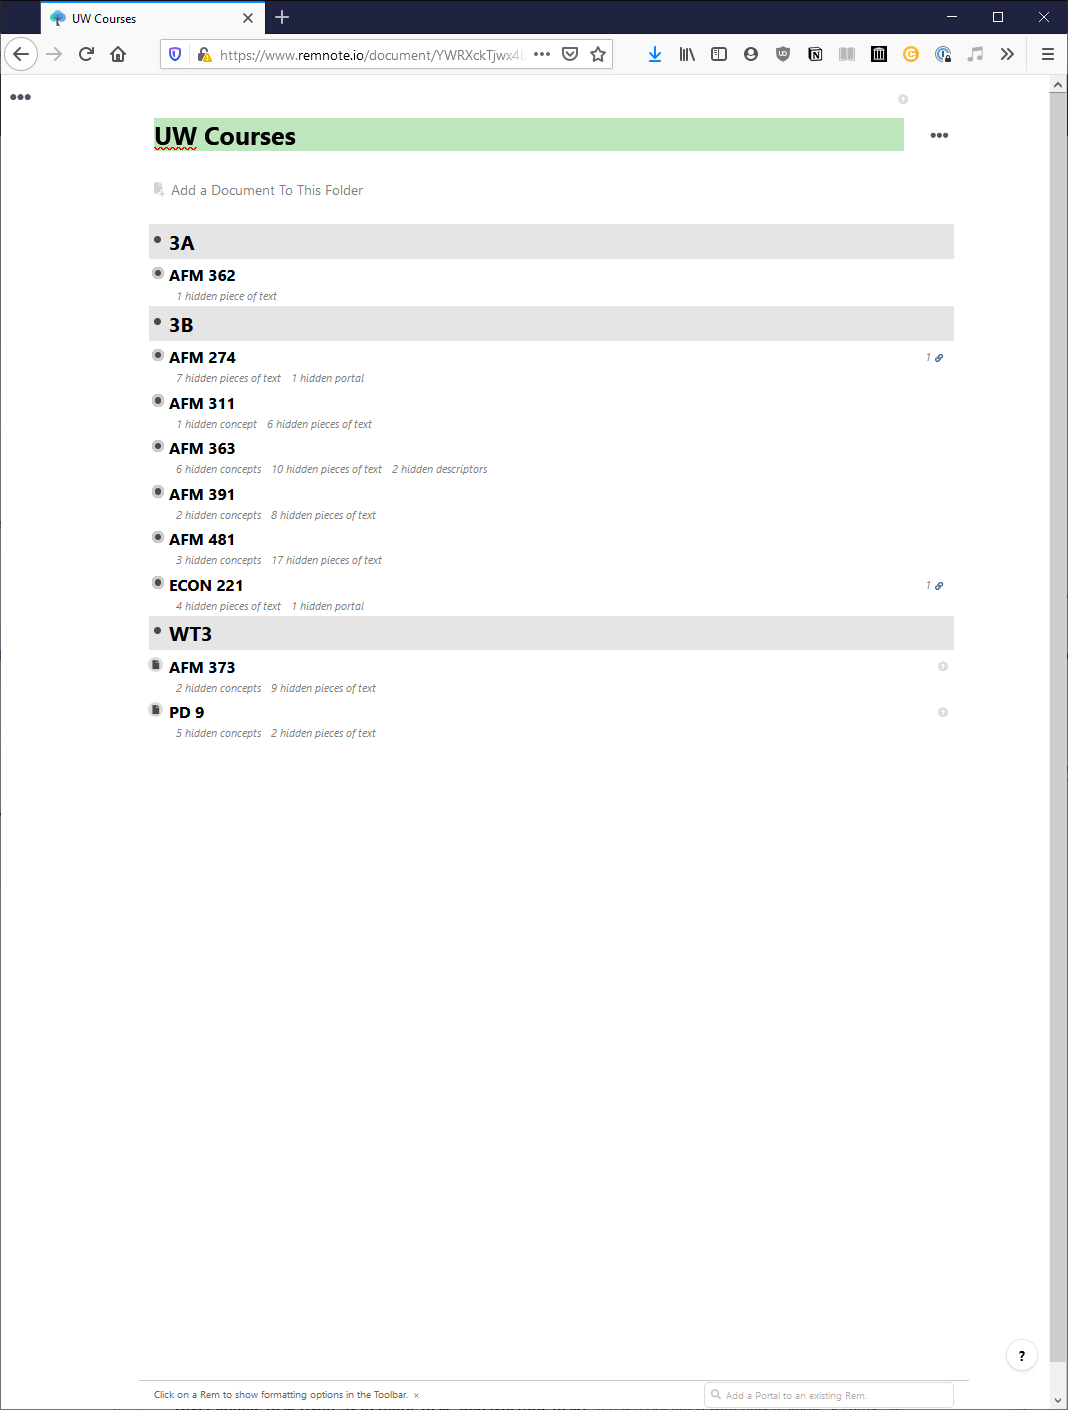 UW Courses
https://www.remnote.io/document/YWRXckTjwx4
UW Courses
Add a Document To This Folder
3A
AFM 362
1 hidden piece of text
3B
AFM 274
1
7 hidden pieces of text 1 hidden portal
AFM 311
1 hidden concept 6 hidden pieces of text
AFM 363
6 hidden concepts 10 hidden pieces of text 2 hidden descriptors
AFM 391
2 hidden concepts 8 hidden pieces of text
AFM 481
3 hidden concepts 17 hidden pieces of text
ECON 221
1
4 hidden pieces of text 1 hidden portal
WT3
AFM 373
2 hidden concepts 9 hidden pieces of text
PD 9
5 hidden concepts 2 hidden pieces of text
?
Click on a Rem to show formatting options in the Toolbar. ×
Add a Portal to an existing Rem.